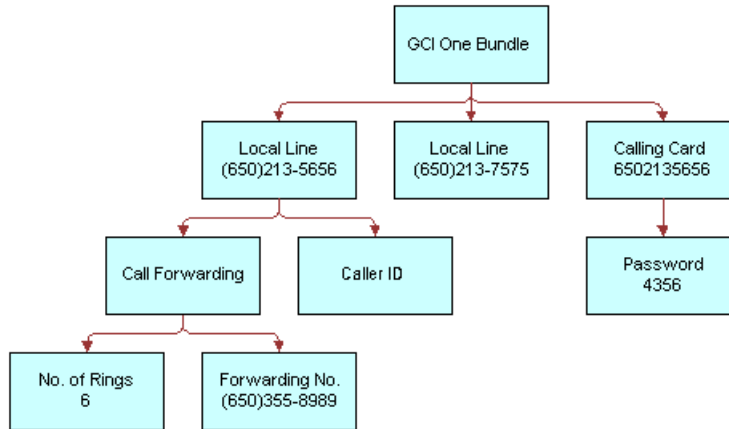 GCI One Bundle
Local Line
(650)213-5656
Local Line
(650)213-7575
Calling Card
6502135656
Call Forwarding
Caller ID
Password
4356
No. of Rings
6
Forwarding No.
(650)355-8989